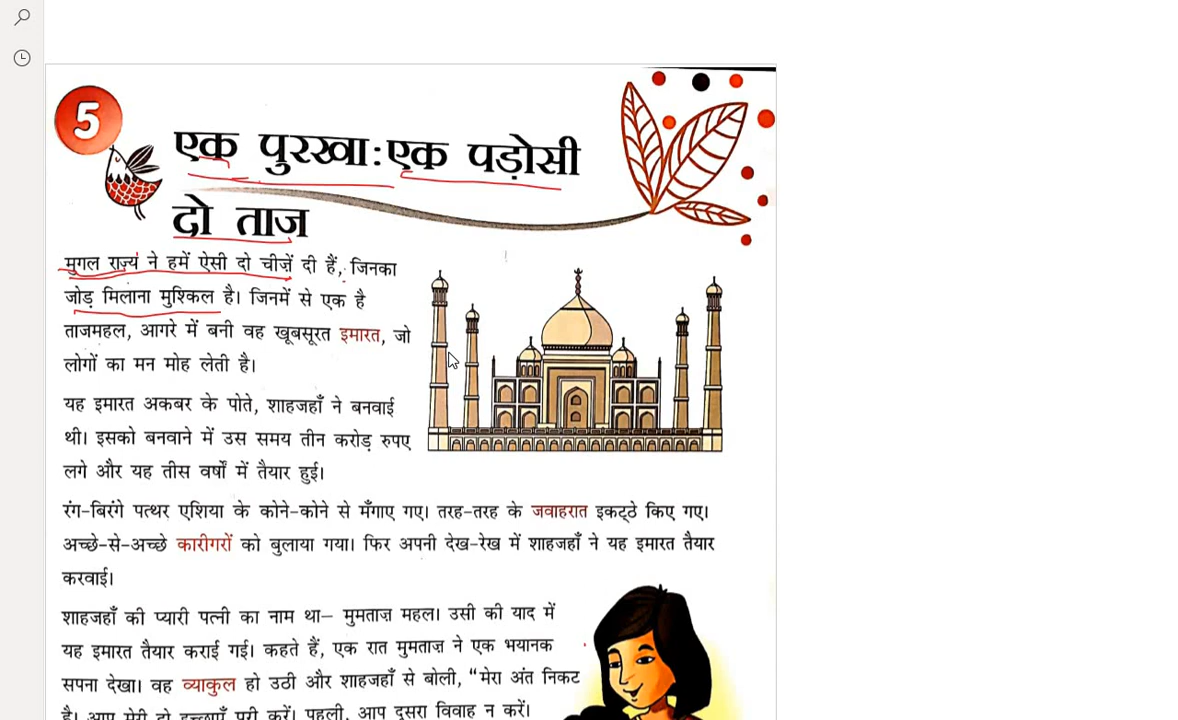 5
एक पुरखा:एक पड़ोसी
दो ताज
मुगल राज्य ने हमें ऐसी दो चीज़ें दी हैं, जिनका
जोड़ मिलाना मुश्किल है। जिनमें से एक है
ताजमहल, आगरे में बनी वह खूबसूरत इमारत, जो
लोगों का मन मोह लेती है।
यह इमारत अकबर के पोते, शाहजहाँ ने बनवाई
थी। इसको बनवाने में उस समय तीन करोड़ रुपए
लगे और यह तीस वर्षों में तैयार हुई।
रंग-बिरंगे पत्थर एशिया के कोने-कोने से मँगाए गए। तरह-तरह के जवाहरात इकट्ठे किए गए।
अच्छे-से-अच्छे कारीगरों को बुलाया गया। फिर अपनी देख-रेख में शाहजहाँ ने यह इमारत तैयार
करवाई।
शाहजहाँ की प्यारी पत्नी का नाम था– मुमताज़ महल। उसी की याद में
यह इमारत तैयार कराई गई। कहते हैं, एक रात मुमताज़ ने एक भयानक
सपना देखा। वह व्याकुल हो उठी और शाहजहाँ से बोली, “मेरा अंत निकट
है। आप मेरी दो इच्छाएँ पूरी करें। पहली, आप दूसरा विवाह न करें।